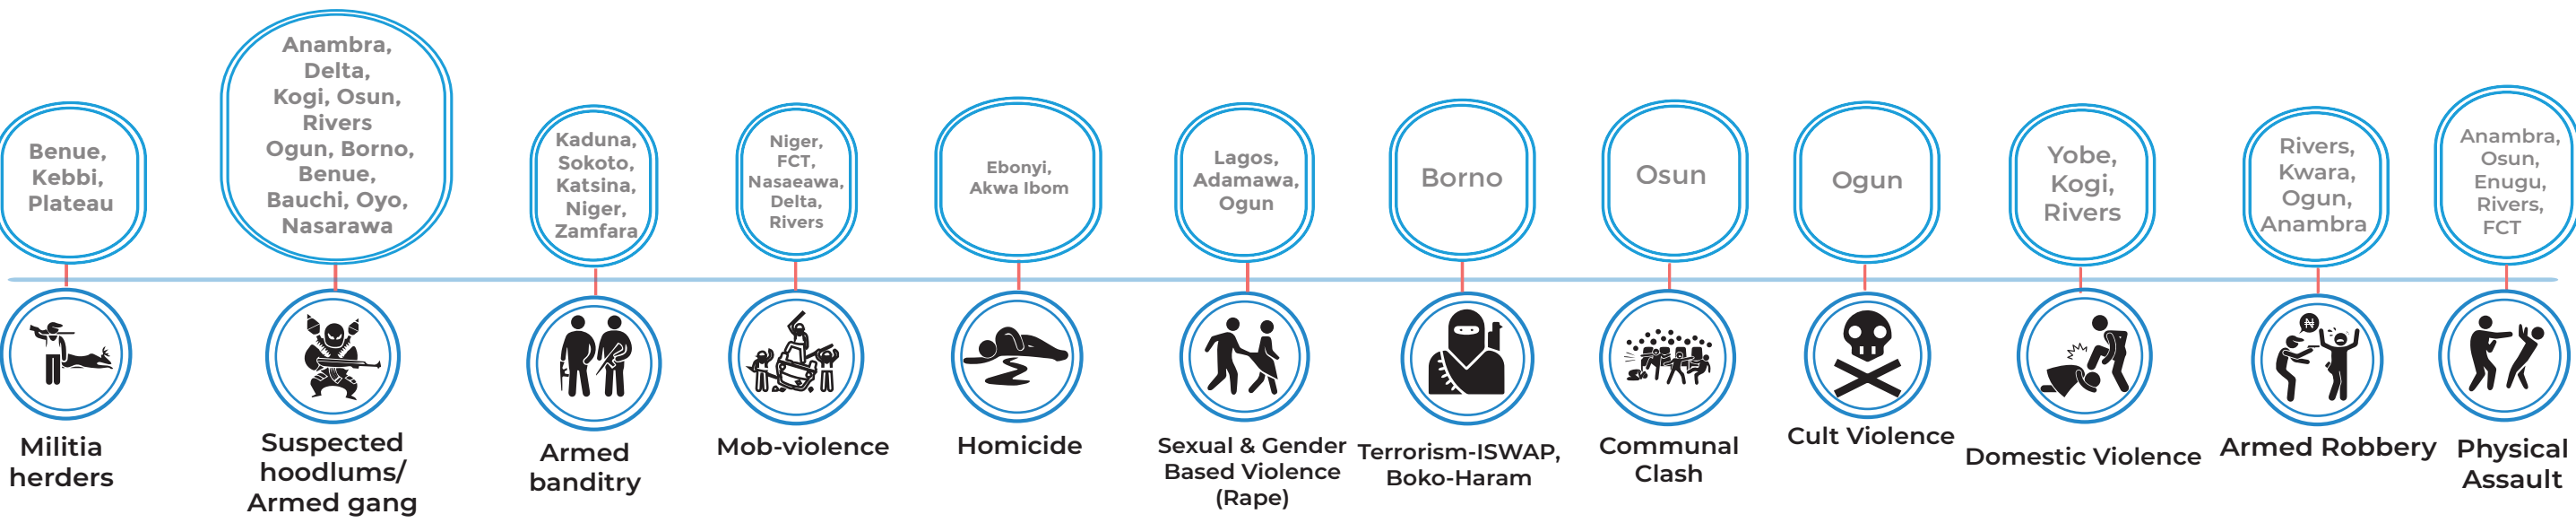 Benue,
Kebbi,
Plateau
Militia
herders
Anambra,
Delta,
Kogi, Osun,
Rivers
Ogun, Borno,
Benue,
Bauchi, Oyo,
Nasarawa
Suspected
hoodlums/
Armed gang
Kaduna,
Sokoto,
Katsina,
Niger,
Zamfara
Armed
banditry
Niger,
FCT,
Nasaeawa,
Delta,
Rivers
Mob-violence
Ebonyi,
Akwa Ibom
Homicide
Lagos,
Adamawa,
Ogun
Sexual & Gender
Based Violence
(Rape)
Borno
Terrorism-ISWAP,
Boko-Haram
Osun
Communal
Clash
Ogun
Cult Violence
Yobe,
Kogi,
Rivers
Domestic Violence
Rivers,
Kwara,
Ogun,
Anambra
₦
Armed Robbery
Anambra,
Osun,
Enugu,
Rivers,
FCT
Physical
Assault